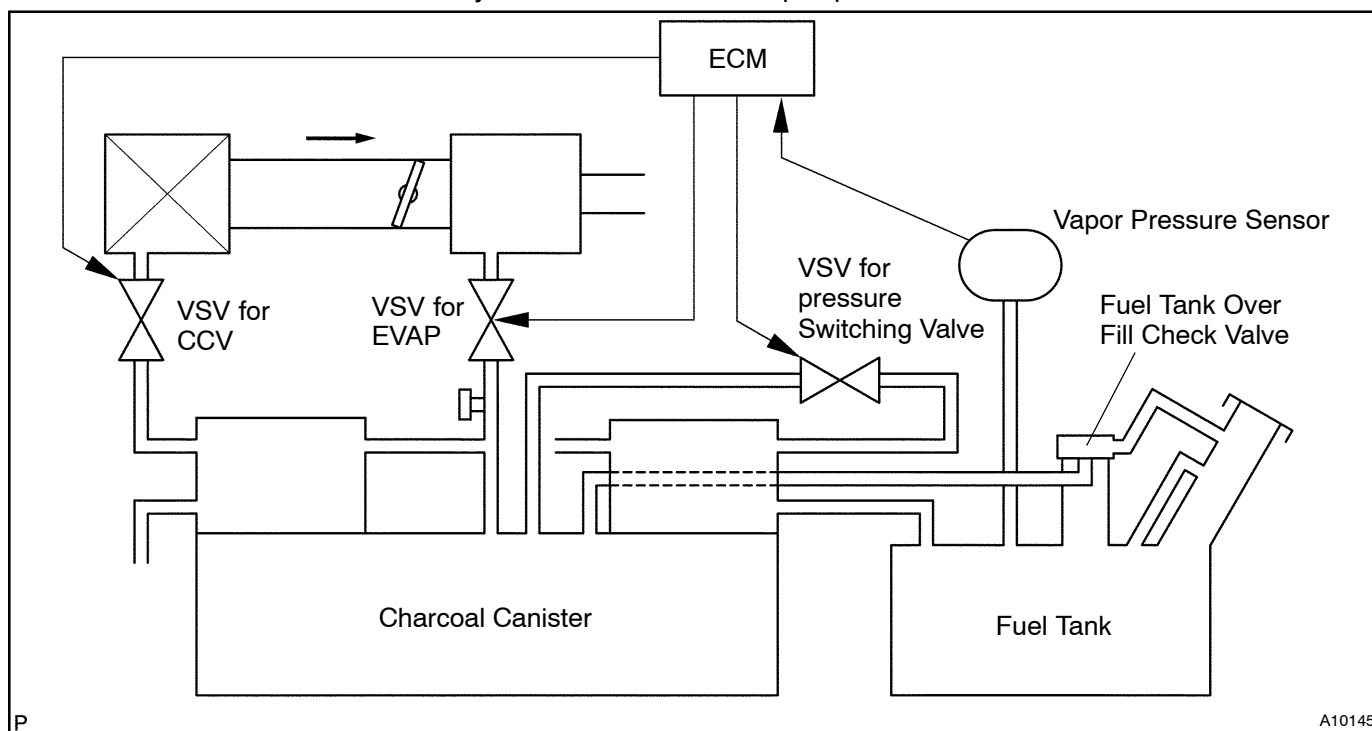 ECM
Vapor Pressure Sensor
VSV for
CCV
VSV for
EVAP
VSV for
pressure
Switching Valve
Fuel Tank Over
Fill Check Valve
Charcoal Canister
Fuel Tank
P
A10145